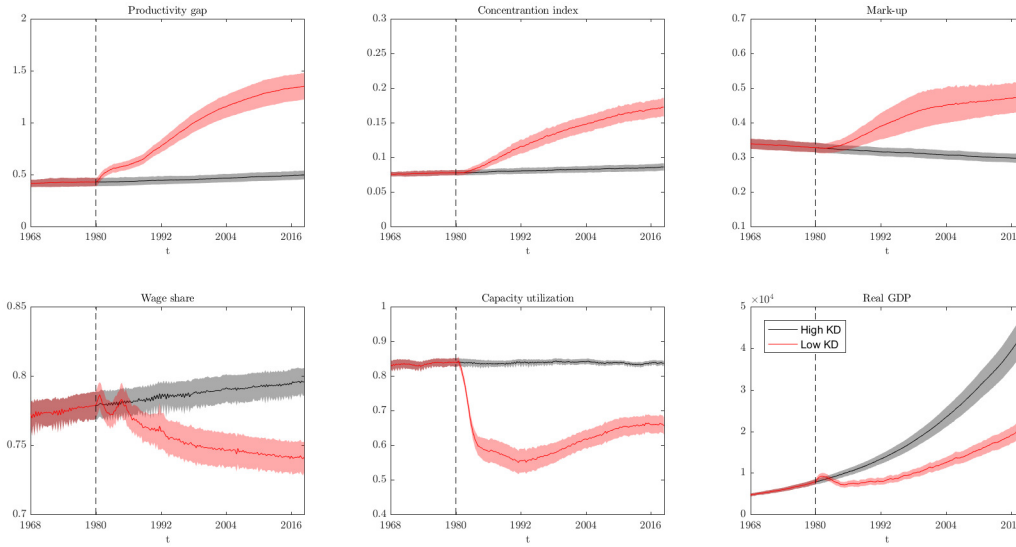 Productivity gap
2
1.5
1
0.5
0
1968 1980 1992 2004 2016
t
Concentrantion index
0.3
0.25
0.2
0.15
0.1
0.05
0
1968 1980 1992 2004 2016
t
Mark-up
0.7
0.6
0.5
0.4
0.3
0.2
0.1
1968 1980 1992 2004 2016
t
Wage share
0.85
0.8
0.75
0.7
1968 1980 1992 2004 2016
t
Capacity utilization
1
0.9
0.8
0.7
0.6
0.5
0.4
1968 1980 1992 2004 2016
t
Real GDP
×10⁴
5
4
3
2
1
0
High KD
Low KD
1968 1980 1992 2004 2016
t